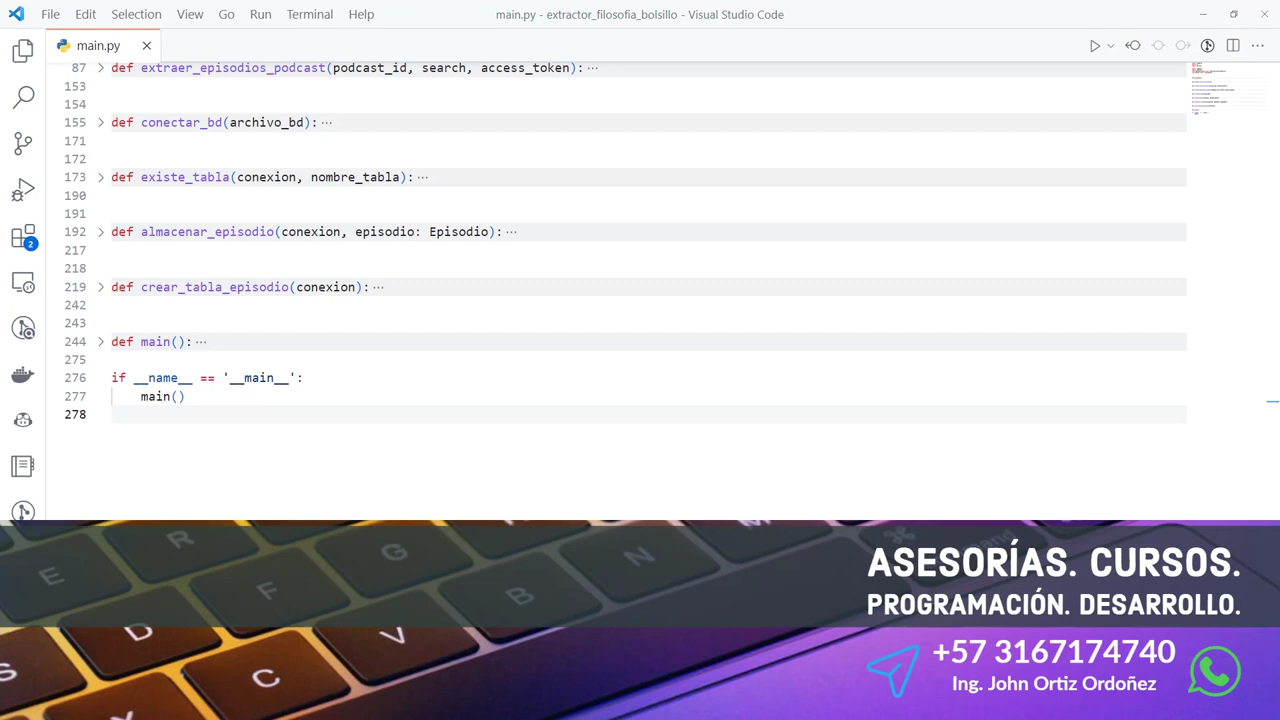 File Edit Selection View Go Run Terminal Help
main.py - extractor_filosofia_bolsillo - Visual Studio Code
main.py
87 def extraer_episodios_podcast(podcast_id, search, access_token): ···
153
154
155 def conectar_bd(archivo_bd): ···
171
172
173 def existe_tabla(conexion, nombre_tabla): ···
190
191
192 def almacenar_episodio(conexion, episodio: Episodio): ···
217
218
219 def crear_tabla_episodio(conexion): ···
242
243
244 def main(): ···
275
276 if __name__ == '__main__':
277 main()
278
2
ASESORÍAS. CURSOS.
PROGRAMACIÓN. DESARROLLO.
+57 3167174740
Ing. John Ortiz Ordoñez
E R F G B N D V C S Y